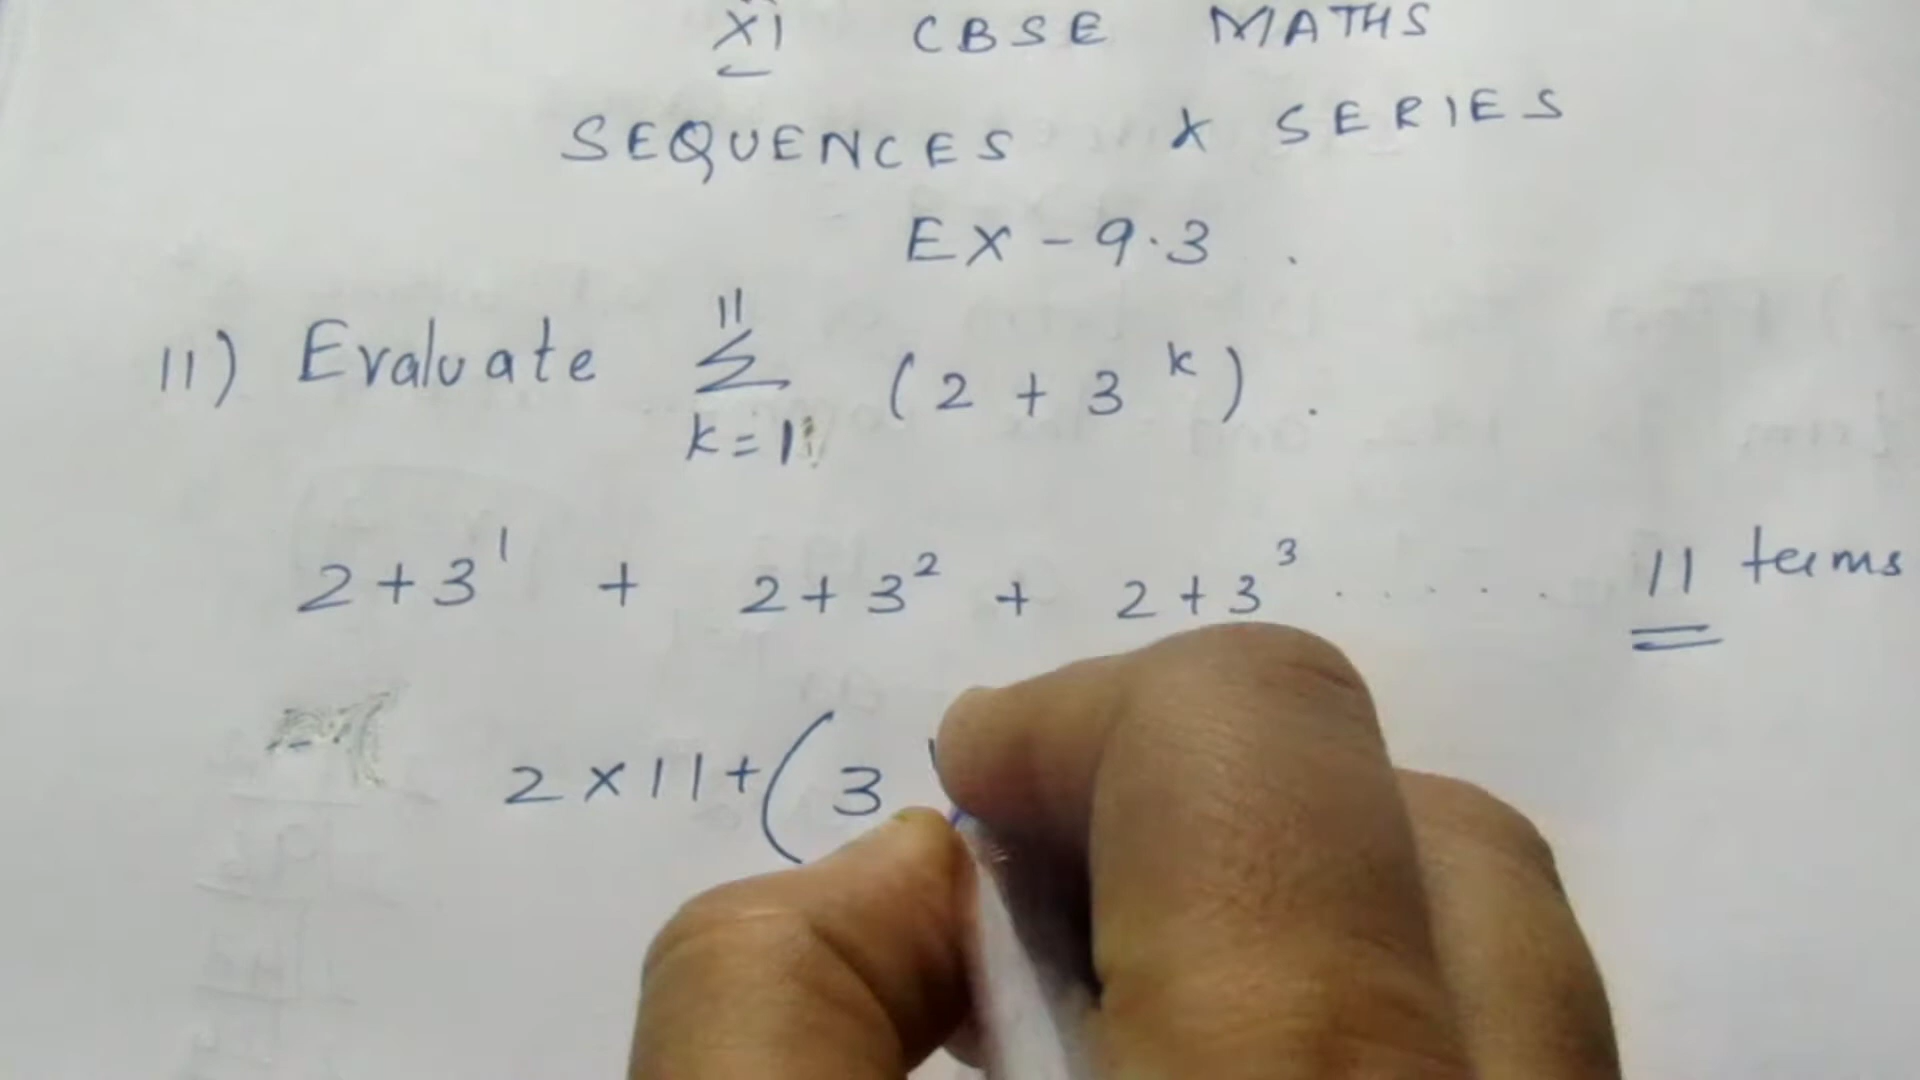 XI CBSE MATHS
SEQUENCES & SERIES
EX - 9.3.
11) Evaluate 11 Σ k=1 (2 + 3^k).
2+3^1 + 2+3^2 + 2+3^3 ..... 11 terms
2×11+(3